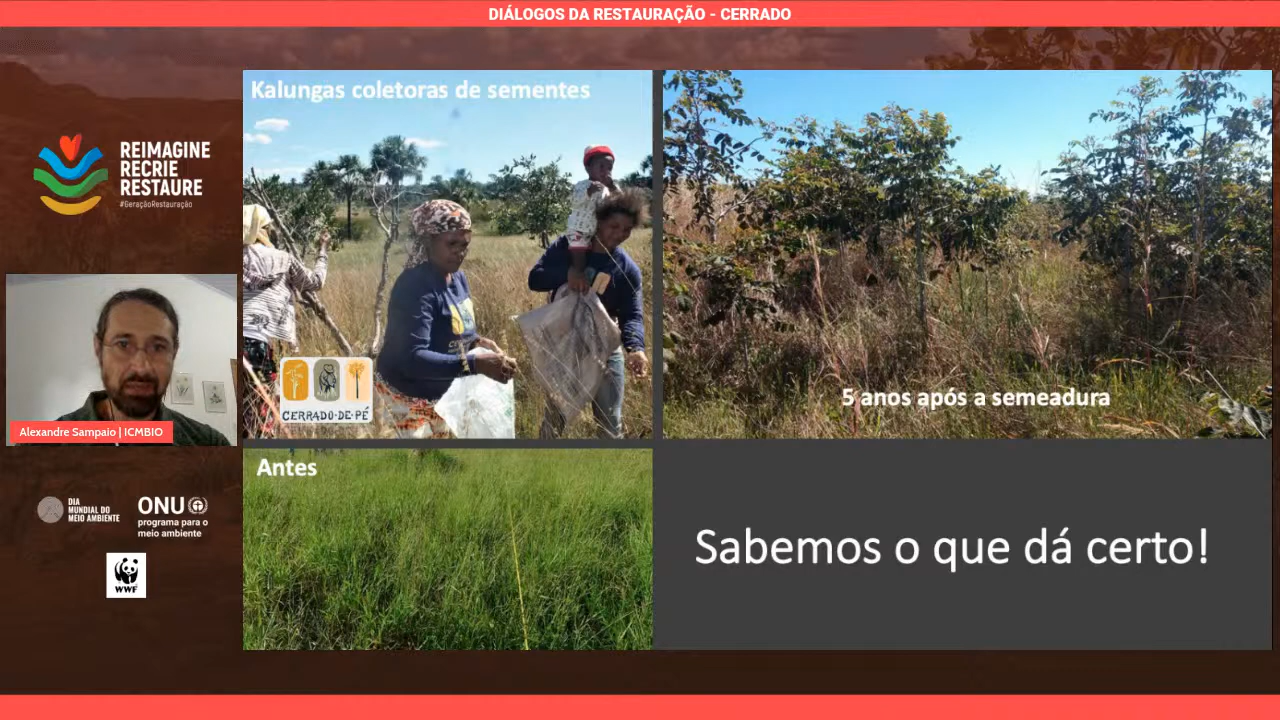 DIÁLOGOS DA RESTAURAÇÃO - CERRADO
REIMAGINE
RECRIE
RESTAURE
#GeraçãoRestauração
Alexandre Sampaio | ICMBIO
DIA
MUNDIAL DO
MEIO AMBIENTE
ONU
programa para o
meio ambiente
WWF
Kalungas coletoras de sementes
CERRADO·DE·PÉ
5 anos após a semeadura
Antes
Sabemos o que dá certo!